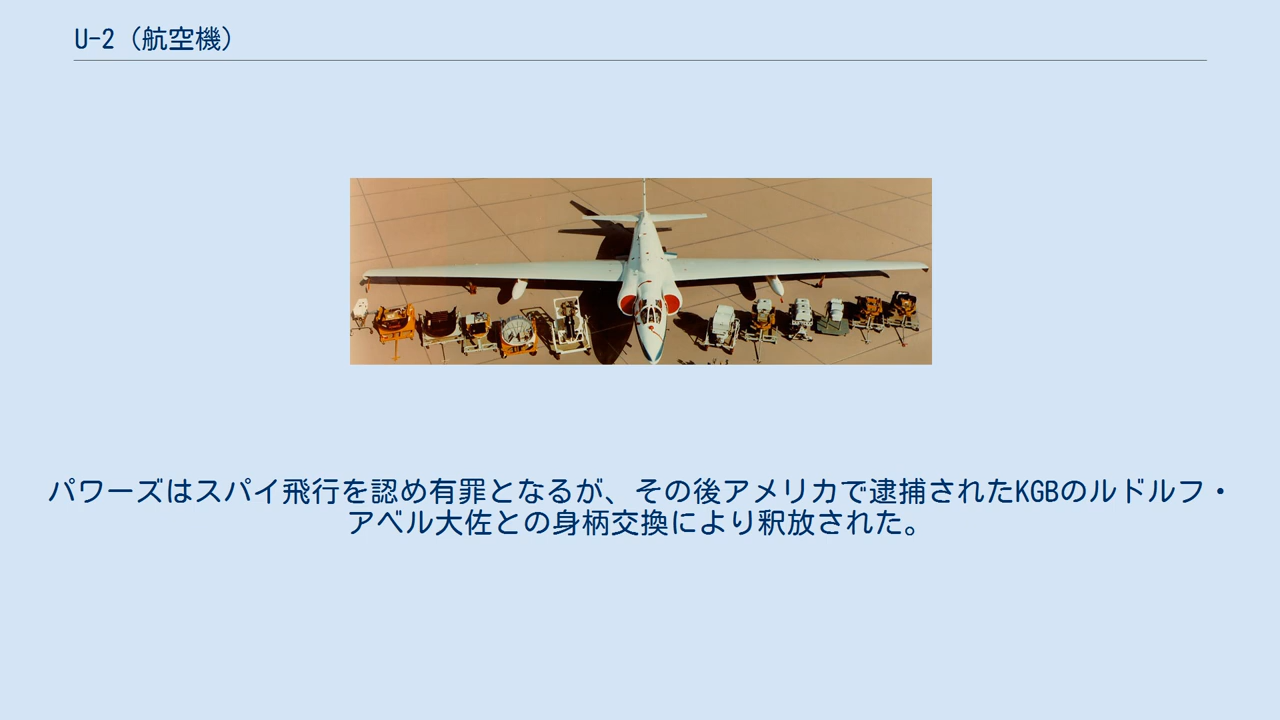 U-2（航空機）
パワーズはスパイ飛行を認め有罪となるが、その後アメリカで逮捕されたKGBのルドルフ・
アベル大佐との身柄交換により釈放された。